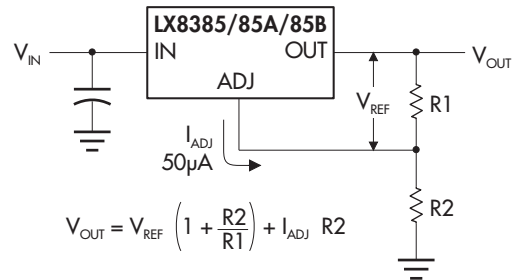 LX8385/85A/85B
V_IN IN OUT V_OUT
ADJ
V_REF R1
I_ADJ
50µA
R2
V_OUT = V_REF (1 + R2/R1) + I_ADJ R2